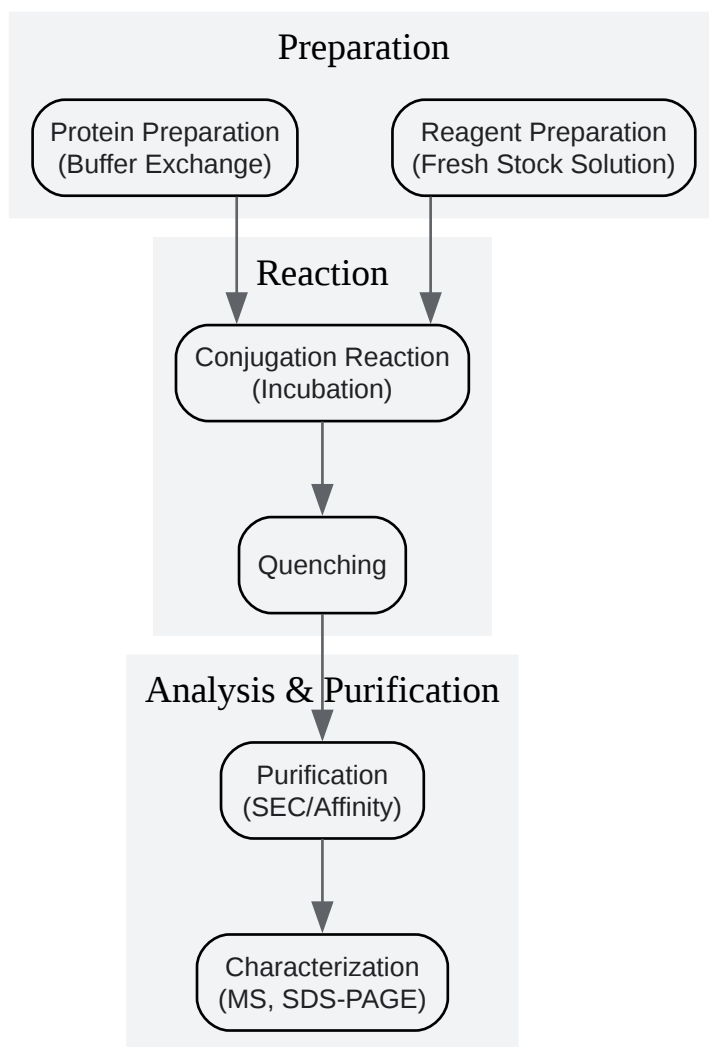 Preparation
Protein Preparation
(Buffer Exchange)
Reagent Preparation
(Fresh Stock Solution)
Reaction
Conjugation Reaction
(Incubation)
Quenching
Analysis & Purification
Purification
(SEC/Affinity)
Characterization
(MS, SDS-PAGE)